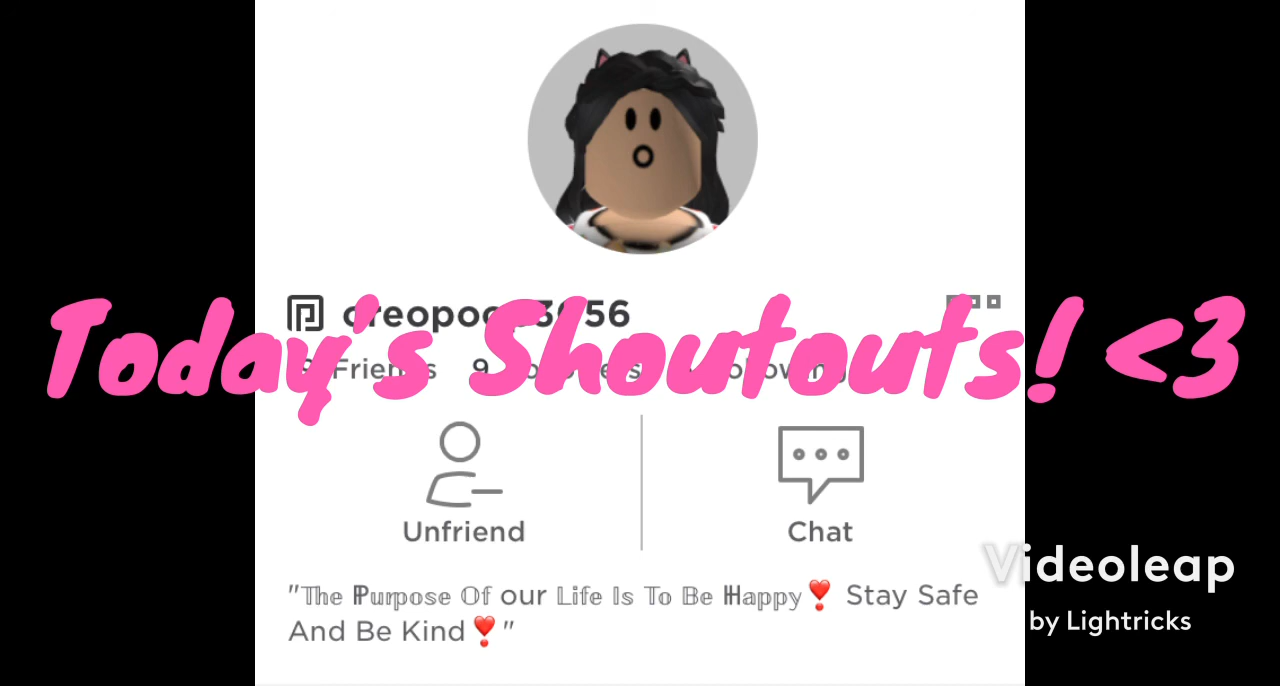 Today's Shoutouts! <3
Friends
Unfriend
Chat
"𝕋𝕙𝕖 ℙ𝕦𝕣𝕡𝕠𝕤𝕖 𝕆𝕗 our 𝕃𝕚𝕗𝕖 𝕀𝕤 𝕋𝕠 𝔹𝕖 ℍ𝕒𝕡𝕡𝕪❣️ Stay Safe
And Be Kind❣️"
Videoleap
by Lightricks